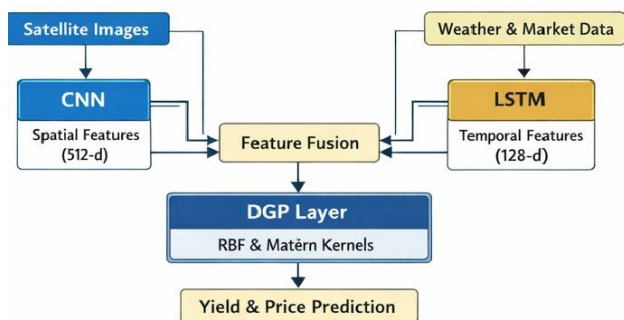 Satellite Images
Weather & Market Data
CNN
Spatial Features
(512-d)
LSTM
Temporal Features
(128-d)
Feature Fusion
DGP Layer
RBF & Matérn Kernels
Yield & Price Prediction